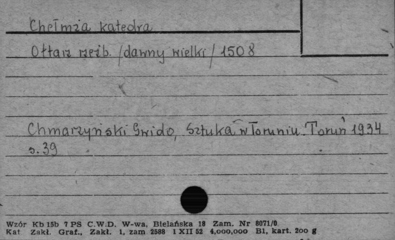 Chełmża katedra
Ołtarz rzeźb. /dawny wielki/ 1508
Chmarzyński Gwido, Sztuka w Toruniu. Toruń 1934
s. 39
Wzór Kb 15b 7 PS C.W.D. W-wa, Bielańska 18 Zam. Nr 8071/0
Kat Zakł. Graf., Zakł. 1, zam 2588 1 XII 52 4,000,000 Bl, kart. 200 g